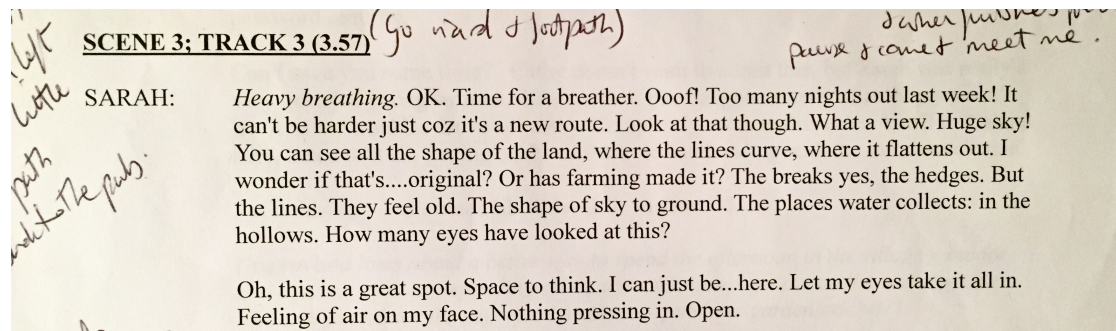 pause & come & meet me.
SCENE 3; TRACK 3 (3.57) (Go and footpath)
left
little
path
to the pub.
SARAH: Heavy breathing. OK. Time for a breather. Ooof! Too many nights out last week! It
can't be harder just coz it's a new route. Look at that though. What a view. Huge sky!
You can see all the shape of the land, where the lines curve, where it flattens out. I
wonder if that's....original? Or has farming made it? The breaks yes, the hedges. But
the lines. They feel old. The shape of sky to ground. The places water collects: in the
hollows. How many eyes have looked at this?
Oh, this is a great spot. Space to think. I can just be...here. Let my eyes take it all in.
Feeling of air on my face. Nothing pressing in. Open.